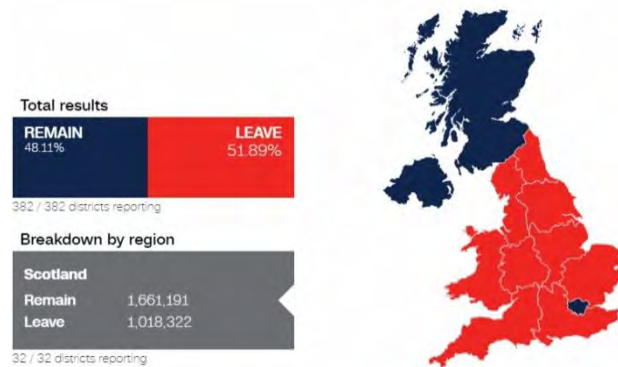 Total results
REMAIN LEAVE
48.11% 51.89%
382 / 382 districts reporting
Breakdown by region
Scotland
Remain 1,661,191
Leave 1,018,322
32 / 32 districts reporting